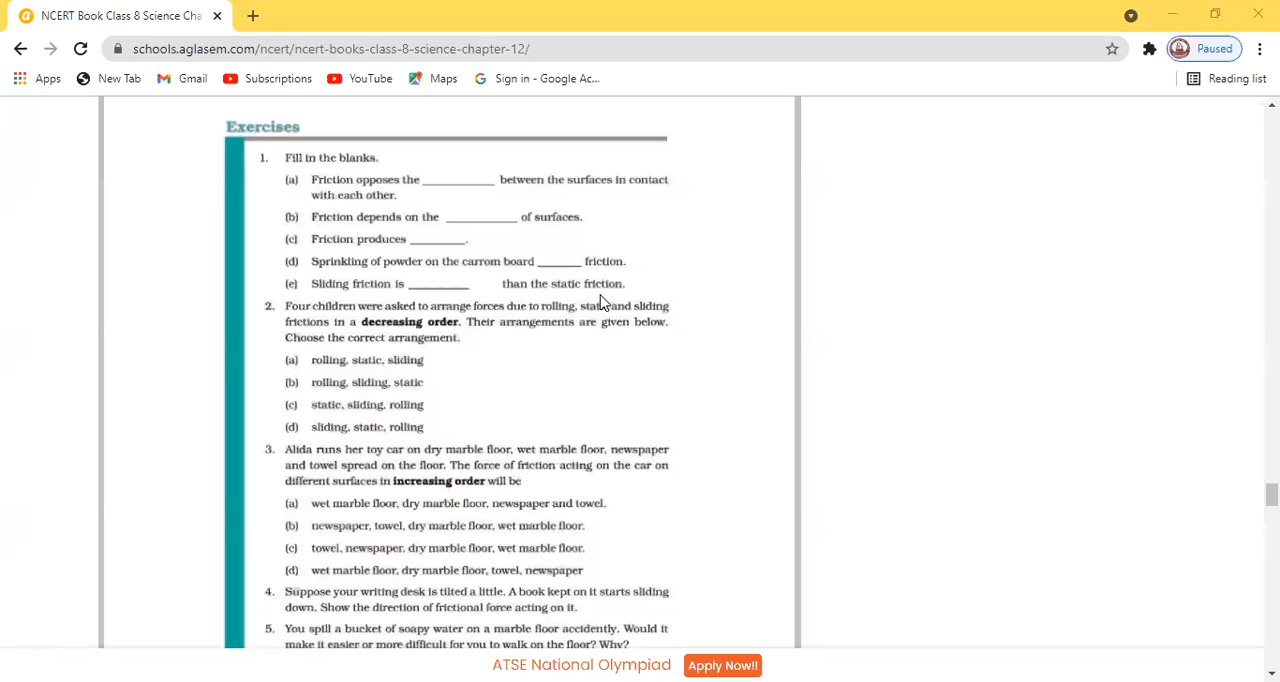 NCERT Book Class 8 & Science Cha
schools.aglasem.com/ncert/ncert-books-class-8-science-chapter-12/
Paused
Apps New Tab Gmail Subscriptions YouTube Maps Sign in - Google Ac... Reading list
Exercises
1. Fill in the blanks.
(a) Friction opposes the __________ between the surfaces in contact
with each other.
(b) Friction depends on the __________ of surfaces.
(c) Friction produces ________.
(d) Sprinkling of powder on the carrom board ______ friction.
(e) Sliding friction is ________ than the static friction.
2. Four children were asked to arrange forces due to rolling, static and sliding
frictions in a decreasing order. Their arrangements are given below.
Choose the correct arrangement.
(a) rolling, static, sliding
(b) rolling, sliding, static
(c) static, sliding, rolling
(d) sliding, static, rolling
3. Alida runs her toy car on dry marble floor, wet marble floor, newspaper
and towel spread on the floor. The force of friction acting on the car on
different surfaces in increasing order will be
(a) wet marble floor, dry marble floor, newspaper and towel.
(b) newspaper, towel, dry marble floor, wet marble floor.
(c) towel, newspaper, dry marble floor, wet marble floor.
(d) wet marble floor, dry marble floor, towel, newspaper
4. Suppose your writing desk is tilted a little. A book kept on it starts sliding
down. Show the direction of frictional force acting on it.
5. You spill a bucket of soapy water on a marble floor accidently. Would it
make it easier or more difficult for you to walk on the floor? Why?
ATSE National Olympiad Apply Now!!